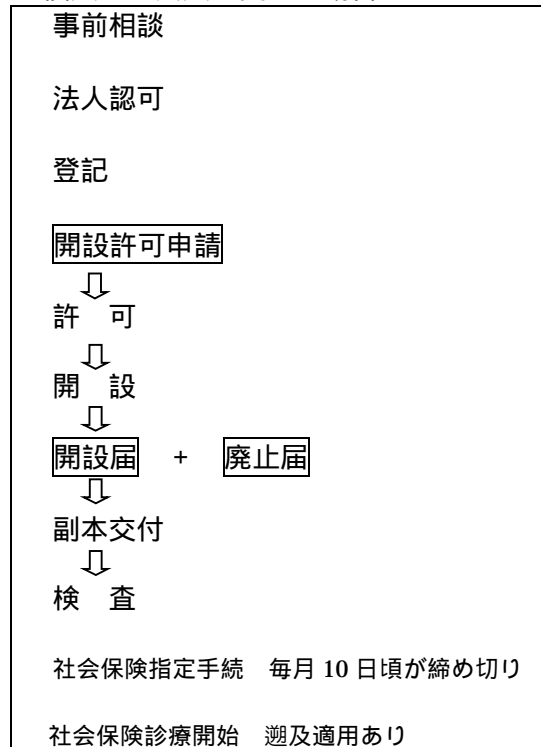 事前相談
法人認可
登記
開設許可申請
⇩
許 可
⇩
開 設
⇩
開設届 + 廃止届
⇩
副本交付
⇩
検 査
社会保険指定手続 毎月 10 日頃が締め切り
社会保険診療開始 遡及適用あり